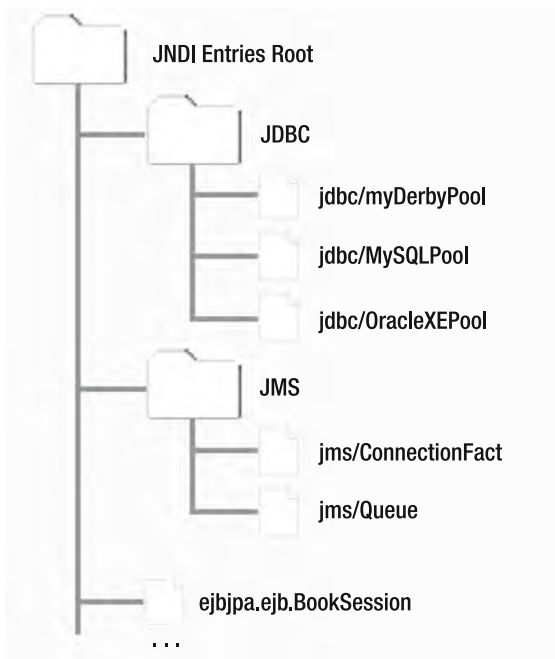 JNDI Entries Root
JDBC
jdbc/myDerbyPool
jdbc/MySQLPool
jdbc/OracleXEPool
JMS
jms/ConnectionFact
jms/Queue
ejbjpa.ejb.BookSession
...